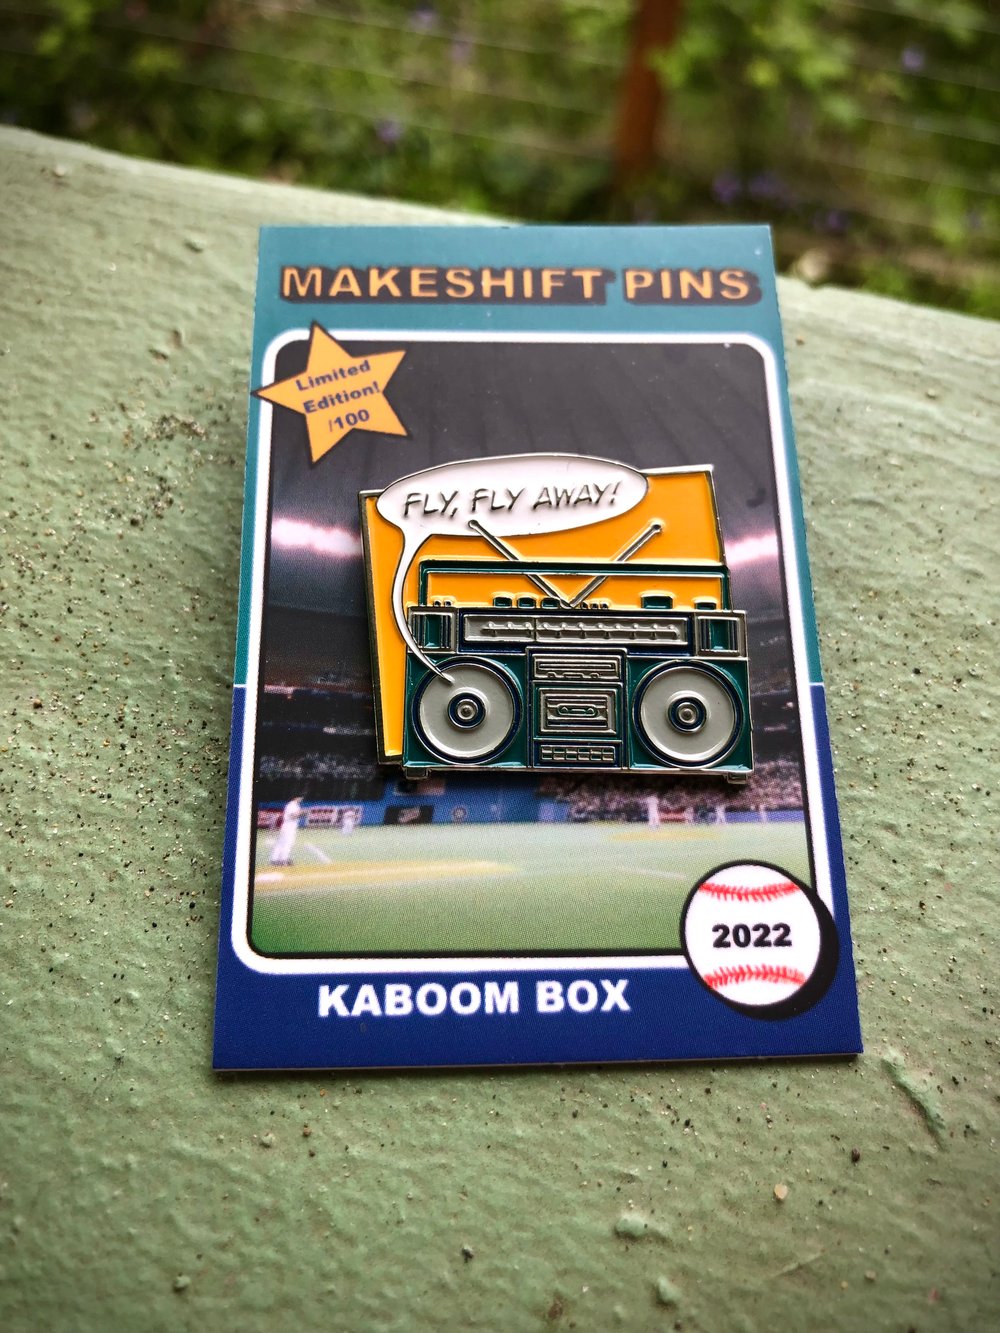 MAKESHIFT PINS
Limited
Edition!
/100
FLY, FLY AWAY!
2022
KABOOM BOX